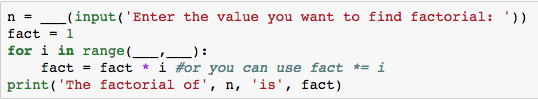 n = ___(input('Enter the value you want to find factorial: '))
fact = 1
for i in range(___,___):
    fact = fact * i #or you can use fact *= i
print('The factorial of', n, 'is', fact)